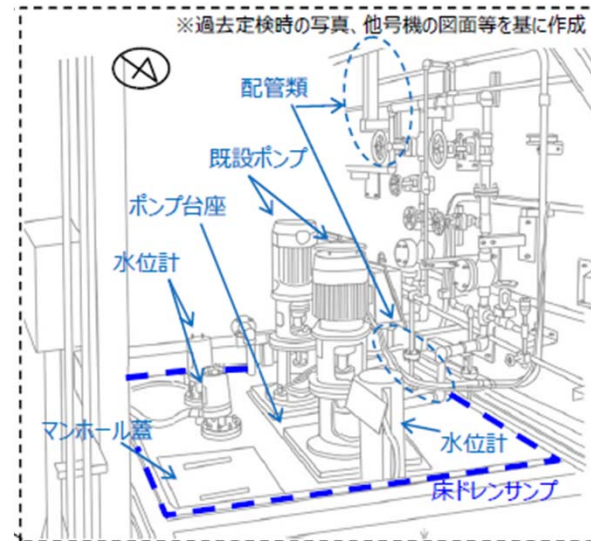 ※過去定検時の写真、他号機の図面等を基に作成
配管類
既設ポンプ
ポンプ台座
水位計
マンホール蓋
水位計
床ドレンサンプ